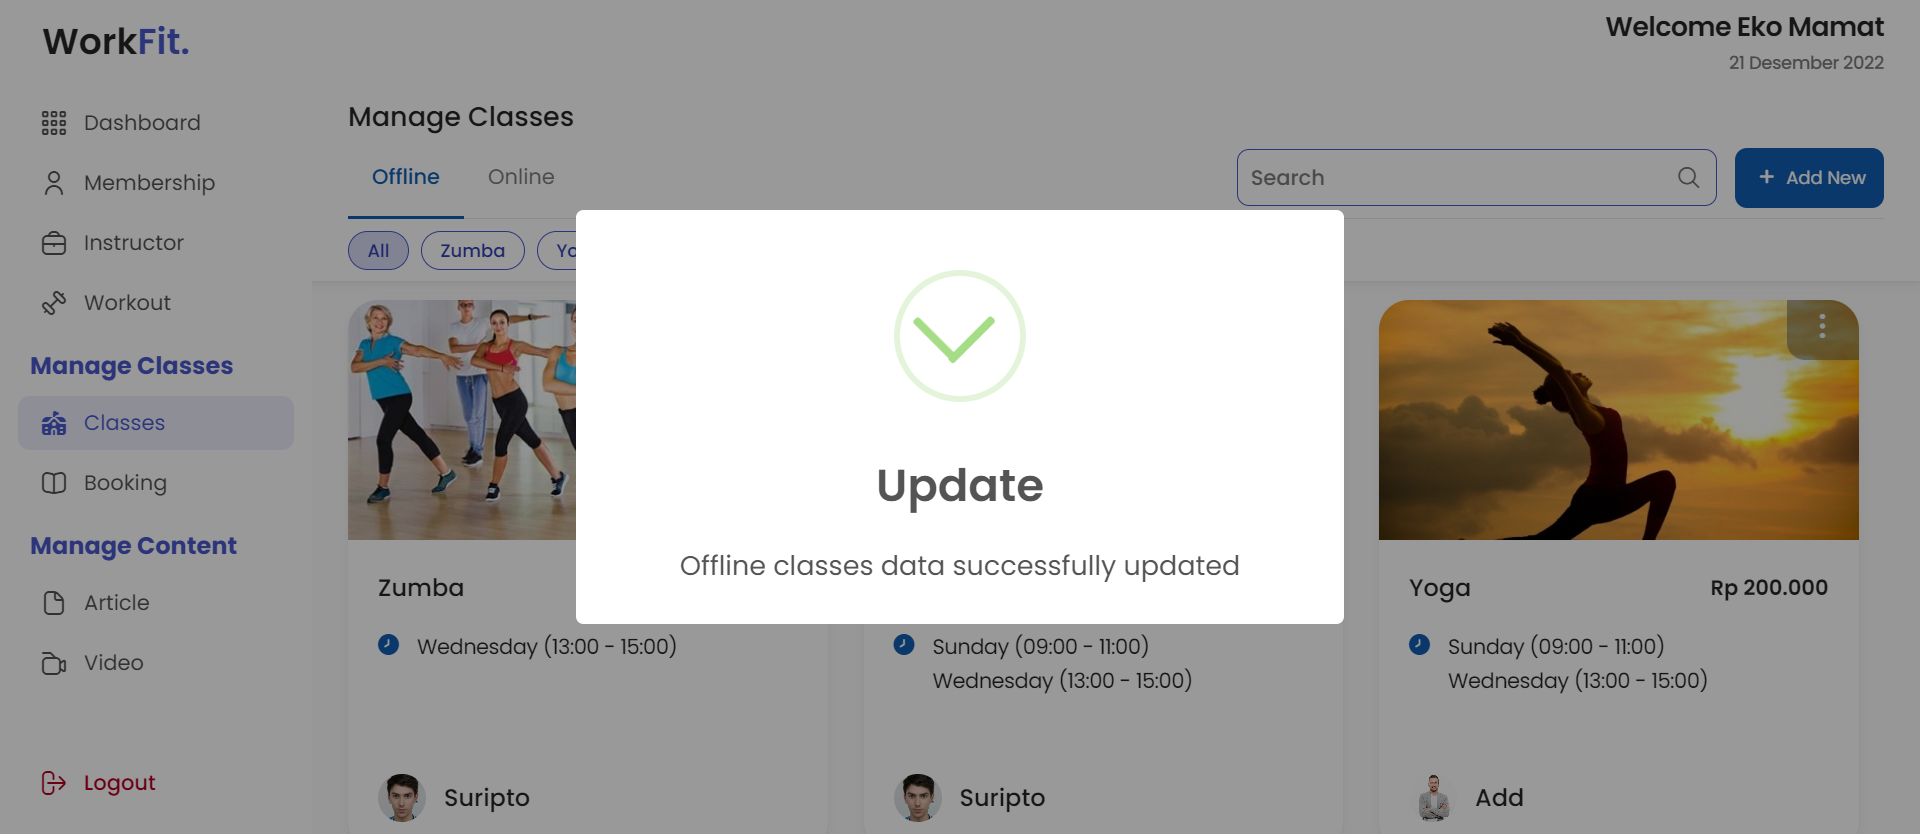 WorkFit.
Welcome Eko Mamat
21 Desember 2022
Dashboard
Membership
Instructor
Workout
Manage Classes
Classes
Booking
Manage Content
Article
Video
Logout
Manage Classes
Offline
Online
Search
+ Add New
All
Zumba
Yo
Update
Offline classes data successfully updated
Zumba
Wednesday (13:00 - 15:00)
Suripto
Sunday (09:00 - 11:00)
Wednesday (13:00 - 15:00)
Suripto
Yoga
Rp 200.000
Sunday (09:00 - 11:00)
Wednesday (13:00 - 15:00)
Add